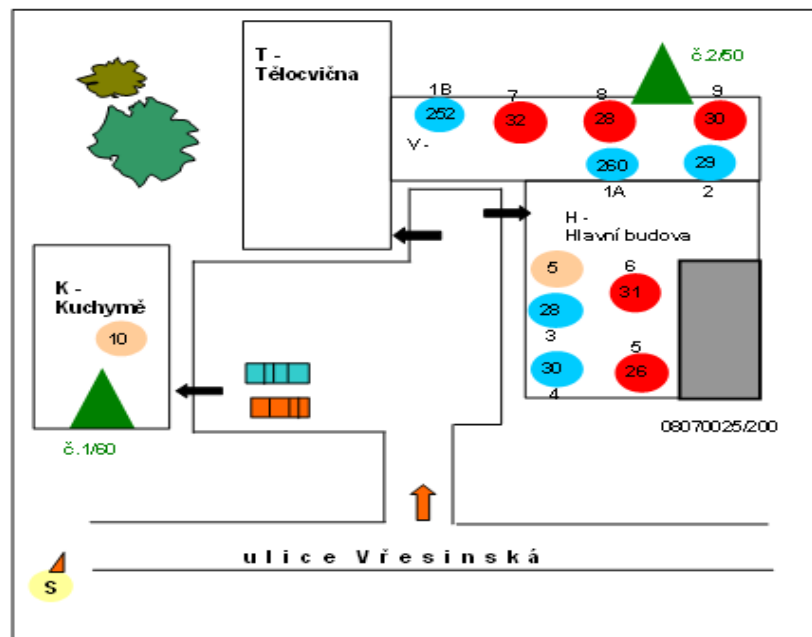 T -
Tělocvična
č.2/50
1B
7
8
9
252
32
28
30
V -
260
29
1A
2
H -
Hlavní budova
K -
Kuchymě
5
6
31
28
10
3
5
30
26
4
08070025/200
č.1/60
ulice Vřesinská
S